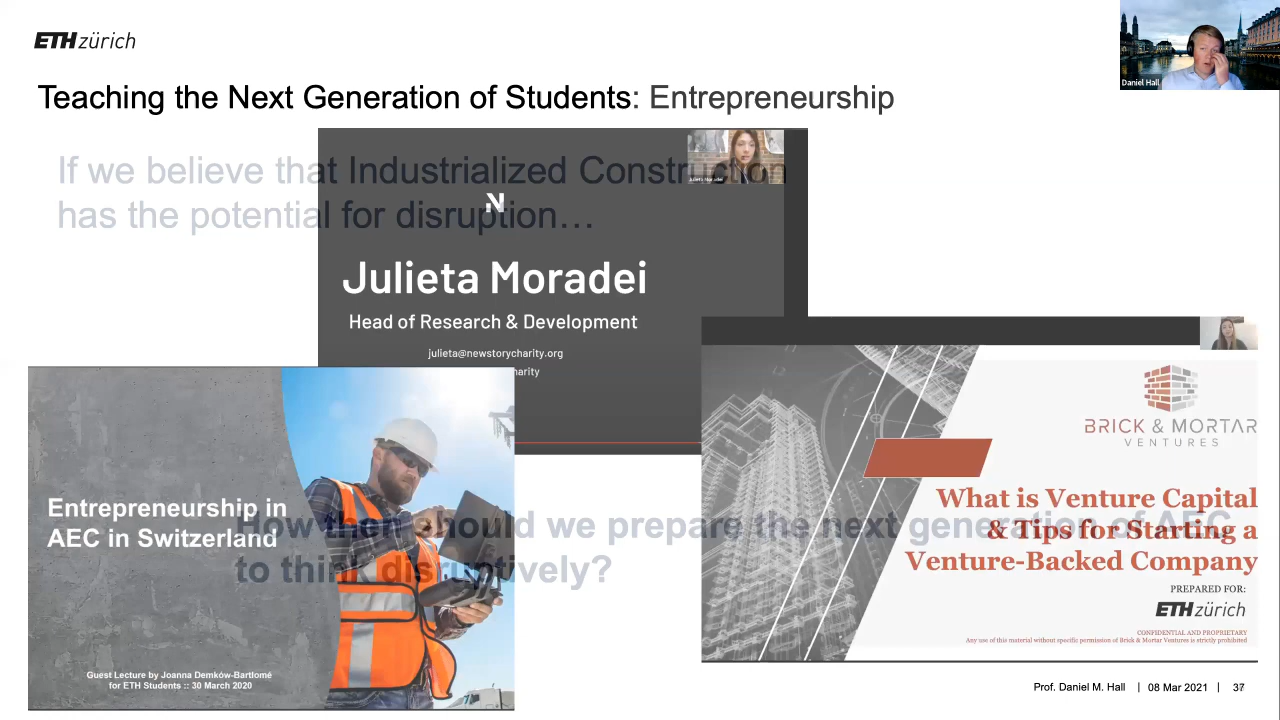 ETH zürich
Daniel Hall
Teaching the Next Generation of Students: Entrepreneurship
If we believe that Industrialized Construction
has the potential for disruption…
Julieta Moradei
N
Julieta Moradei
Head of Research & Development
julieta@newstorycharity.org
harity
BRICK & MORTAR
VENTURES
What is Venture Capital
& Tips for Starting a
Venture-Backed Company
PREPARED FOR:
ETH zürich
CONFIDENTIAL AND PROPRIETARY
Any use of this material without specific permission of Brick & Mortar Ventures is strictly prohibited
Entrepreneurship in
AEC in Switzerland
How then should we prepare the next generation of AEC
to think disruptively?
Guest Lecture by Joanna Demków-Bartlomé
for ETH Students :: 30 March 2020
Prof. Daniel M. Hall | 08 Mar 2021 | 37